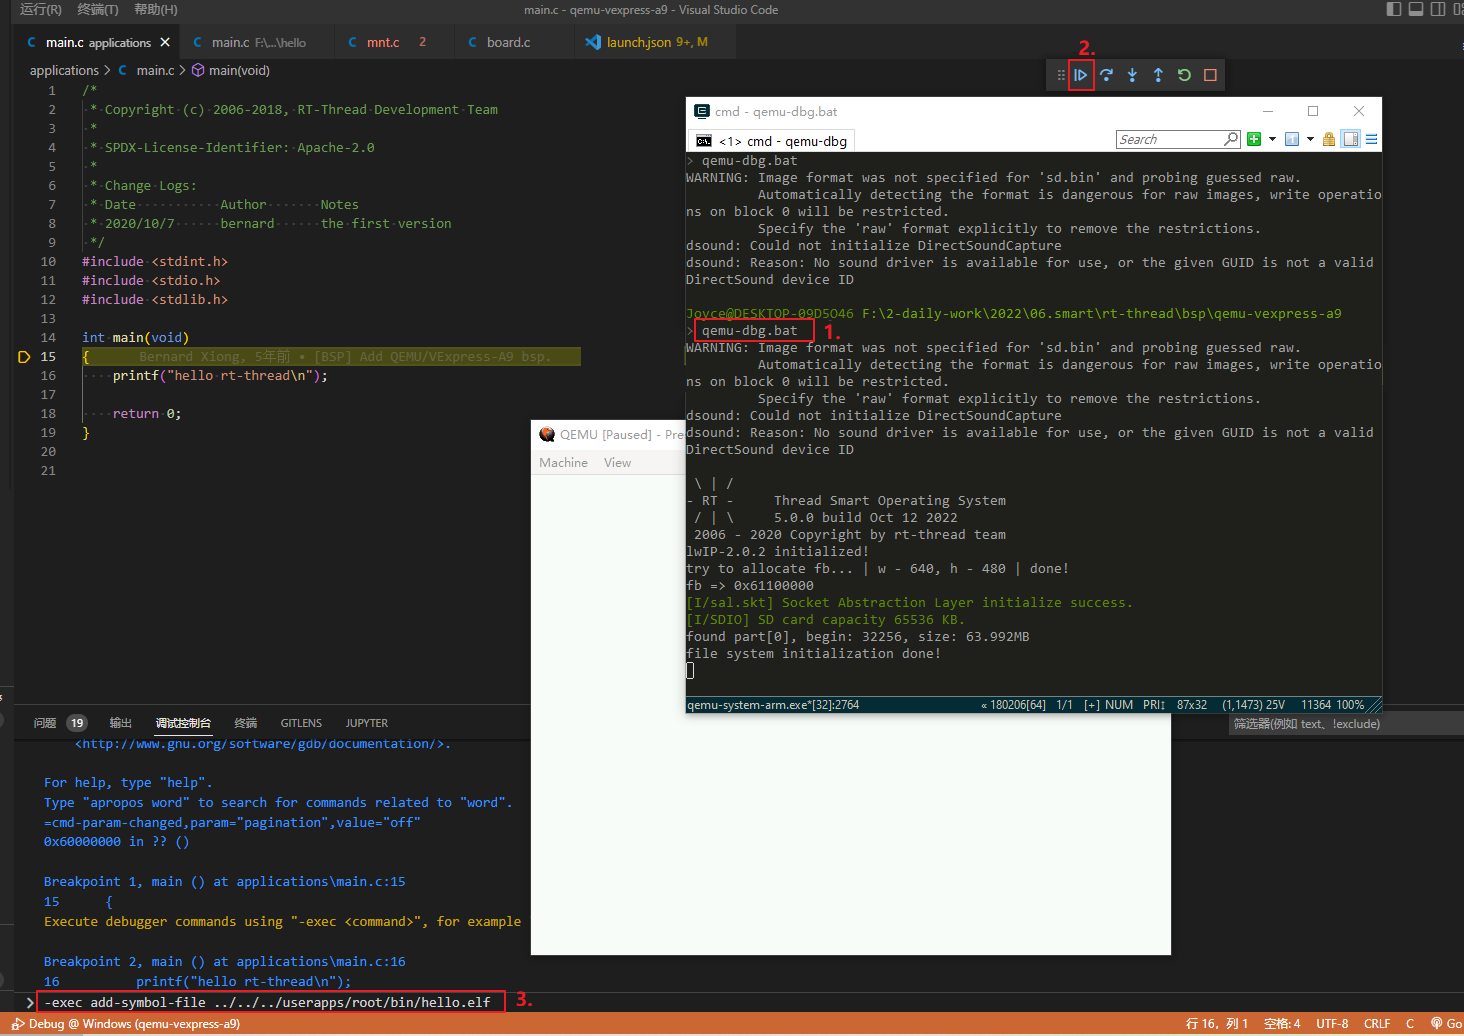 运行(R) 终端(T) 帮助(H)
main.c - qemu-vexpress-a9 - Visual Studio Code
main.c applications
main.c F:\...\hello
mnt.c 2
board.c
launch.json 9+, M
applications > C main.c > main(void)
1 /*
2 * Copyright (c) 2006-2018, RT-Thread Development Team
3 *
4 * SPDX-License-Identifier: Apache-2.0
5 *
6 * Change Logs:
7 * Date Author Notes
8 * 2020/10/7 bernard the first version
9 */
10 #include <stdint.h>
11 #include <stdio.h>
12 #include <stdlib.h>
13
14 int main(void)
15 { Bernard Xiong, 5年前 • [BSP] Add QEMU/VExpress-A9 bsp.
16 printf("hello rt-thread\n");
17
18 return 0;
19 }
20
21
2.
cmd - qemu-dbg.bat
<1> cmd - qemu-dbg
Search
> qemu-dbg.bat
WARNING: Image format was not specified for 'sd.bin' and probing guessed raw.
Automatically detecting the format is dangerous for raw images, write operatio
ns on block 0 will be restricted.
Specify the 'raw' format explicitly to remove the restrictions.
dsound: Could not initialize DirectSoundCapture
dsound: Reason: No sound driver is available for use, or the given GUID is not a valid
DirectSound device ID
Joyce@DESKTOP-09D5O46 F:\2-daily-work\2022\06.smart\rt-thread\bsp\qemu-vexpress-a9
> qemu-dbg.bat 1.
WARNING: Image format was not specified for 'sd.bin' and probing guessed raw.
Automatically detecting the format is dangerous for raw images, write operatio
ns on block 0 will be restricted.
Specify the 'raw' format explicitly to remove the restrictions.
dsound: Could not initialize DirectSoundCapture
dsound: Reason: No sound driver is available for use, or the given GUID is not a valid
DirectSound device ID
\ | /
- RT - Thread Smart Operating System
/ | \ 5.0.0 build Oct 12 2022
2006 - 2020 Copyright by rt-thread team
lwIP-2.0.2 initialized!
try to allocate fb... | w - 640, h - 480 | done!
fb => 0x61100000
[I/sal.skt] Socket Abstraction Layer initialize success.
[I/SDIO] SD card capacity 65536 KB.
found part[0], begin: 32256, size: 63.992MB
file system initialization done!
qemu-system-arm.exe*[32]:2764 « 180206[64] 1/1 [+] NUM PRI↕ 87x32 (1,1473) 25V 11364 100%
QEMU [Paused] - Pre
Machine View
问题 19 输出 调试控制台 终端 GITLENS JUPYTER
筛选器(例如 text、!exclude)
<http://www.gnu.org/software/gdb/documentation/>.
For help, type "help".
Type "apropos word" to search for commands related to "word".
=cmd-param-changed,param="pagination",value="off"
0x60000000 in ?? ()
Breakpoint 1, main () at applications\main.c:15
15 {
Execute debugger commands using "-exec <command>", for example
Breakpoint 2, main () at applications\main.c:16
16 printf("hello rt-thread\n");
-exec add-symbol-file ../../../userapps/root/bin/hello.elf 3.
Debug @ Windows (qemu-vexpress-a9)
行 16，列 1 空格: 4 UTF-8 CRLF C Go